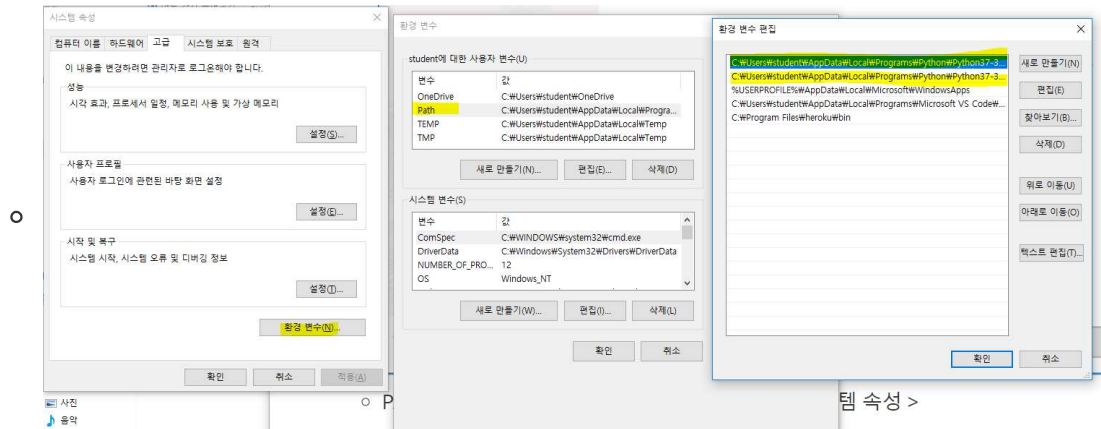 시스템 속성
컴퓨터 이름 하드웨어 고급 시스템 보호 원격
이 내용을 변경하려면 관리자로 로그온해야 합니다.
성능
시각 효과, 프로세서 일정, 메모리 사용 및 가상 메모리
설정(S)...
사용자 프로필
사용자 로그인에 관련된 바탕 화면 설정
설정(E)...
시작 및 복구
시스템 시작, 시스템 오류 및 디버깅 정보
설정(T)...
환경 변수(N)...
확인 취소 적용(A)
사진
음악
환경 변수
student에 대한 사용자 변수(U)
변수 값
OneDrive C:₩Users₩student₩OneDrive
Path C:₩Users₩student₩AppData₩Local₩Progra...
TEMP C:₩Users₩student₩AppData₩Local₩Temp
TMP C:₩Users₩student₩AppData₩Local₩Temp
새로 만들기(N)... 편집(E)... 삭제(D)
시스템 변수(S)
변수 값
ComSpec C:₩WINDOWS₩system32₩cmd.exe
DriverData C:₩Windows₩System32₩Drivers₩DriverData
NUMBER_OF_PRO... 12
OS Windows_NT
새로 만들기(W)... 편집(I)... 삭제(L)
확인 취소
환경 변수 편집
C:₩Users₩student₩AppData₩Local₩Programs₩Python₩Python37-3...
C:₩Users₩student₩AppData₩Local₩Programs₩Python₩Python37-3...
%USERPROFILE%₩AppData₩Local₩Microsoft₩WindowsApps
C:₩Users₩student₩AppData₩Local₩Programs₩Microsoft VS Code₩...
C:₩Program Files₩heroku₩bin
새로 만들기(N)
편집(E)
찾아보기(B)...
삭제(D)
위로 이동(U)
아래로 이동(O)
텍스트 편집(T)...
확인 취소
P
템 속성 >